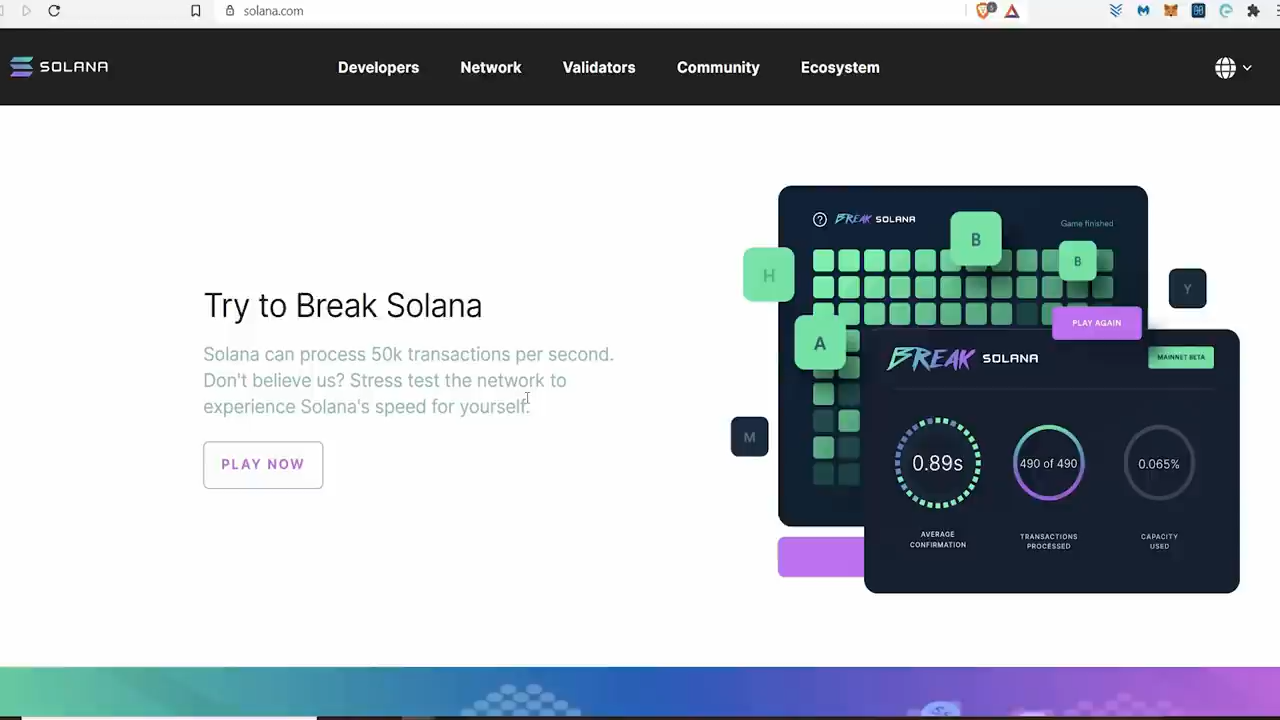 solana.com
SOLANA
Developers
Network
Validators
Community
Ecosystem
Try to Break Solana
Solana can process 50k transactions per second.
Don't believe us? Stress test the network to
experience Solana's speed for yourself.
PLAY NOW
BREAK SOLANA
Game finished
B
B
H
Y
A
M
PLAY AGAIN
BREAK SOLANA
MAINNET BETA
0.89s
490 of 490
0.065%
AVERAGE
CONFIRMATION
TRANSACTIONS
PROCESSED
CAPACITY
USED